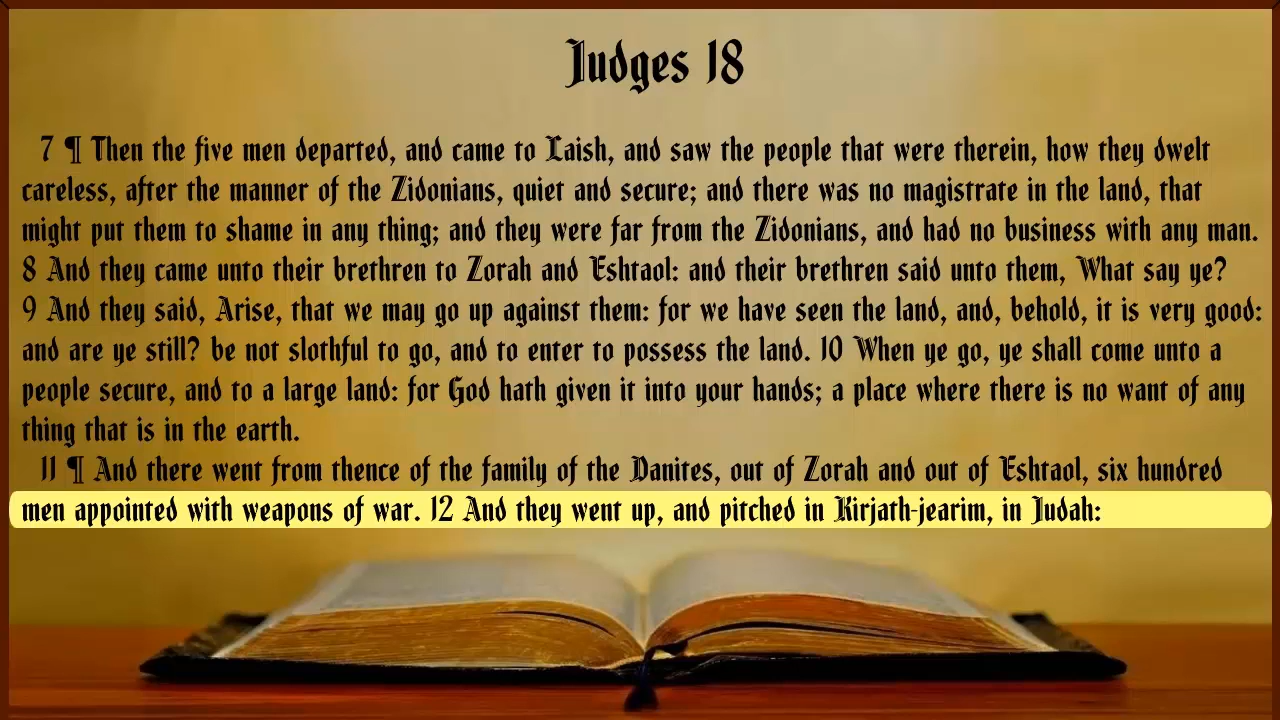 Judges 18
7 ¶ Then the five men departed, and came to Laish, and saw the people that were therein, how they dwelt
careless, after the manner of the Zidonians, quiet and secure; and there was no magistrate in the land, that
might put them to shame in any thing; and they were far from the Zidonians, and had no business with any man.
8 And they came unto their brethren to Zorah and Eshtaol: and their brethren said unto them, What say ye?
9 And they said, Arise, that we may go up against them: for we have seen the land, and, behold, it is very good:
and are ye still? be not slothful to go, and to enter to possess the land. 10 When ye go, ye shall come unto a
people secure, and to a large land: for God hath given it into your hands; a place where there is no want of any
thing that is in the earth.
11 ¶ And there went from thence of the family of the Danites, out of Zorah and out of Eshtaol, six hundred
men appointed with weapons of war. 12 And they went up, and pitched in Kirjath-jearim, in Judah: